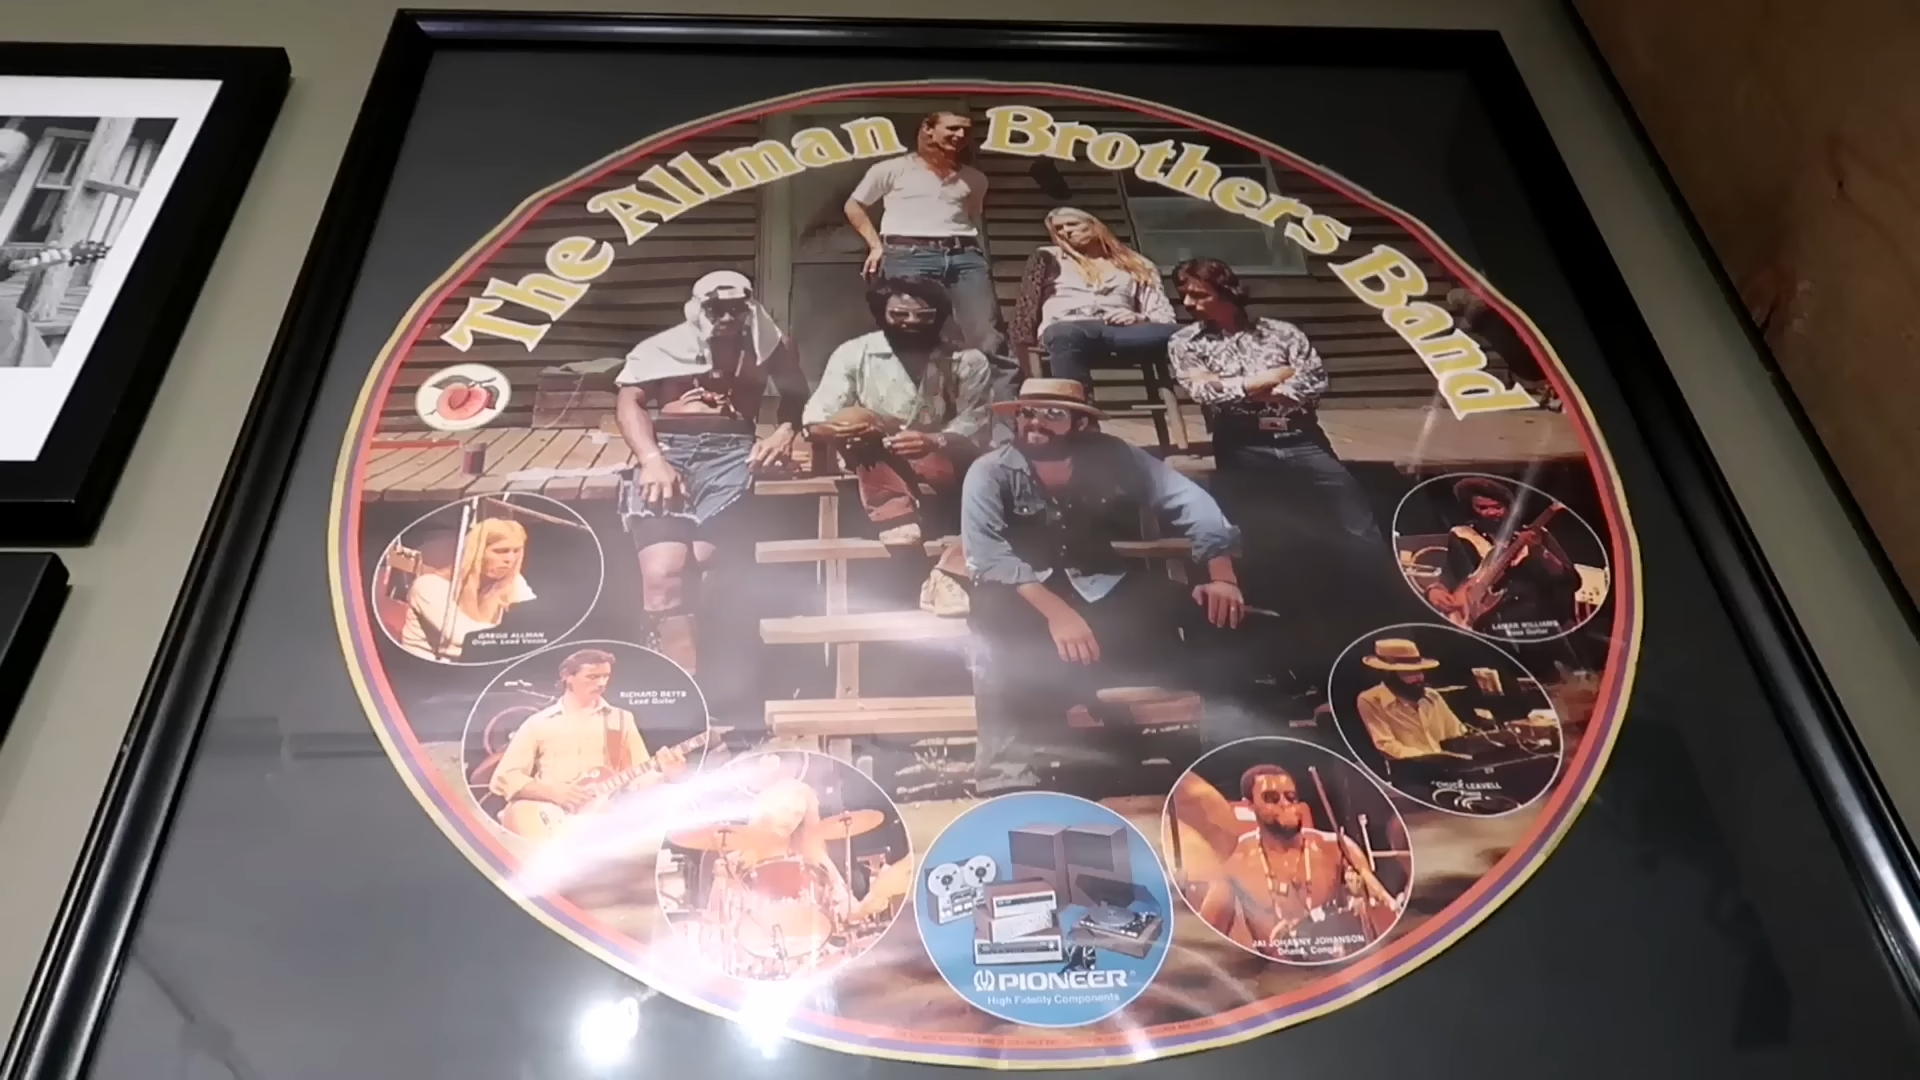 The Allman Brothers Band
GREGG ALLMAN
Organ, Lead Vocals
RICHARD BETTS
Lead Guitar
LAMAR WILLIAMS
Bass Guitar
CHUCK LEAVELL
JAI JOHANNY JOHANSON
Drums, Congas
PIONEER®
High Fidelity Components